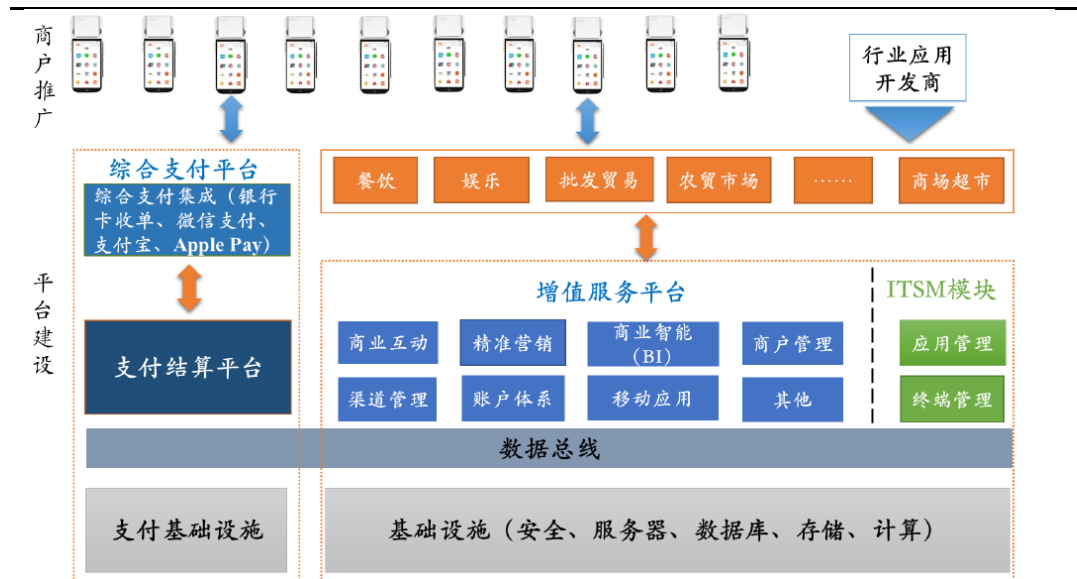 商户推广
行业应用
开发商
综合支付平台
综合支付集成（银行
卡收单、微信支付、
支付宝、Apple Pay）
餐饮
娱乐
批发贸易
农贸市场
……
商场超市
平台建设
支付结算平台
增值服务平台
ITSM模块
商业互动
精准营销
商业智能
（BI）
商户管理
应用管理
渠道管理
账户体系
移动应用
其他
终端管理
数据总线
支付基础设施
基础设施（安全、服务器、数据库、存储、计算）